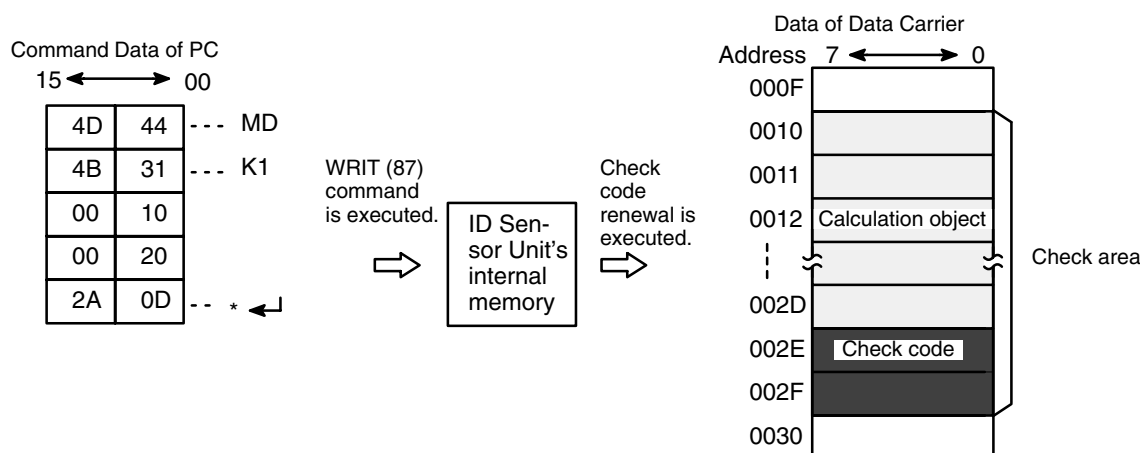 Command Data of PC
15 00
4D 44 --- MD
4B 31 --- K1
00 10
00 20
2A 0D -- *
WRIT (87)
command
is executed.
ID Sen-
sor Unit's
internal
memory
Check
code
renewal is
executed.
Data of Data Carrier
Address 7 0
000F
0010
0011
0012 Calculation object
002D
002E Check code
002F
0030
Check area